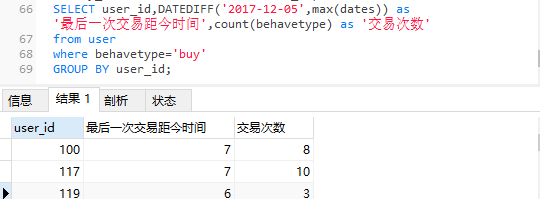 66 SELECT user_id,DATEDIFF('2017-12-05',max(dates)) as
'最后一次交易距今时间',count(behavetype) as '交易次数'
67 from user
68 where behavetype='buy'
69 GROUP BY user_id;
信息 结果 1 剖析 状态
user_id 最后一次交易距今时间 交易次数
100 7 8
117 7 10
119 6 3